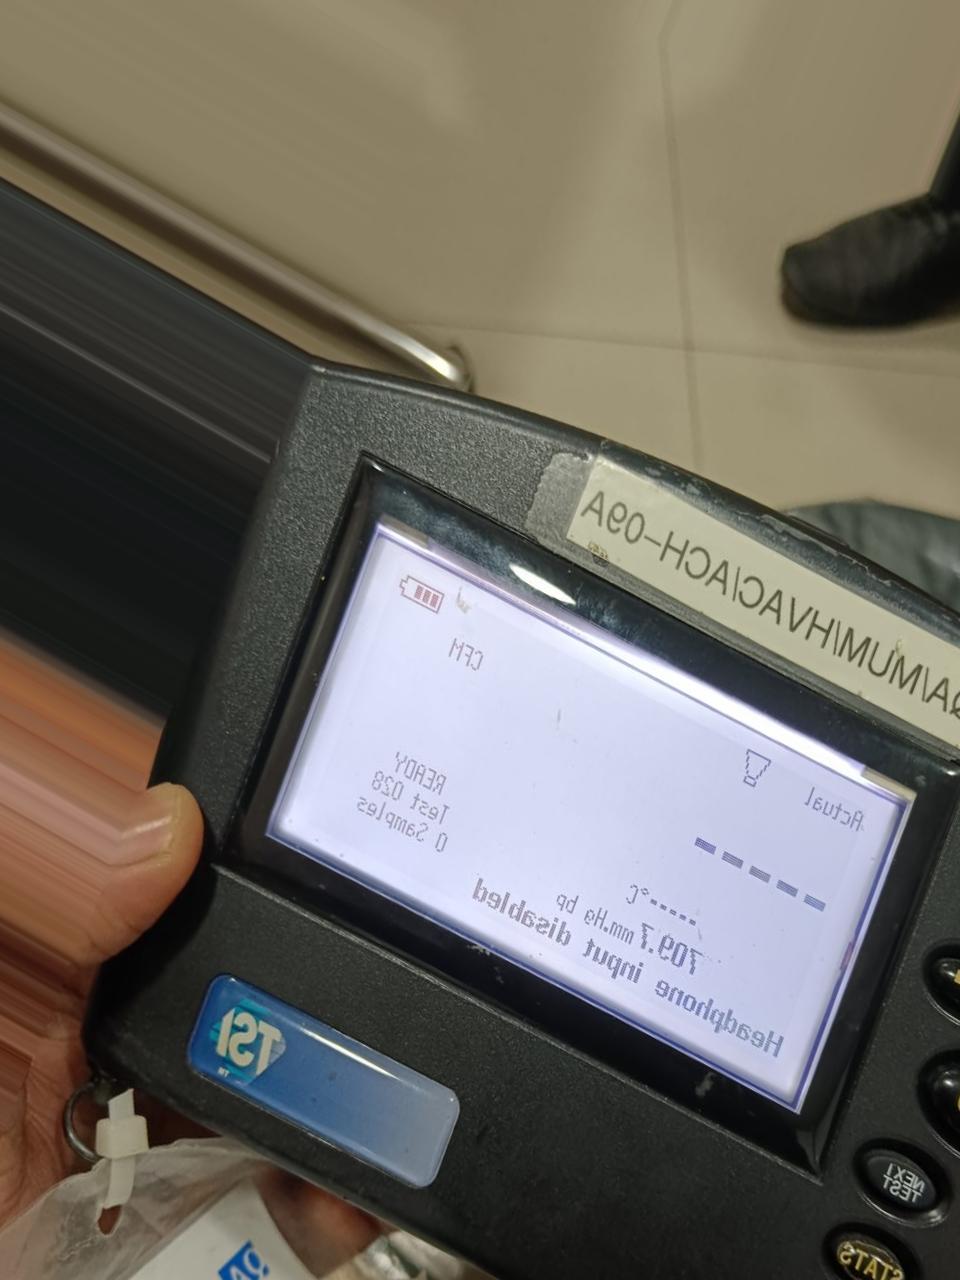 QA/MUM/HVAC/ACH-09A
CFM
Actual
-----
READY
Test 028
0 Samples
-----°C
709.7 mm.Hg bp
Headphone input disabled
TSI
TM
NEXT
TEST
STATS